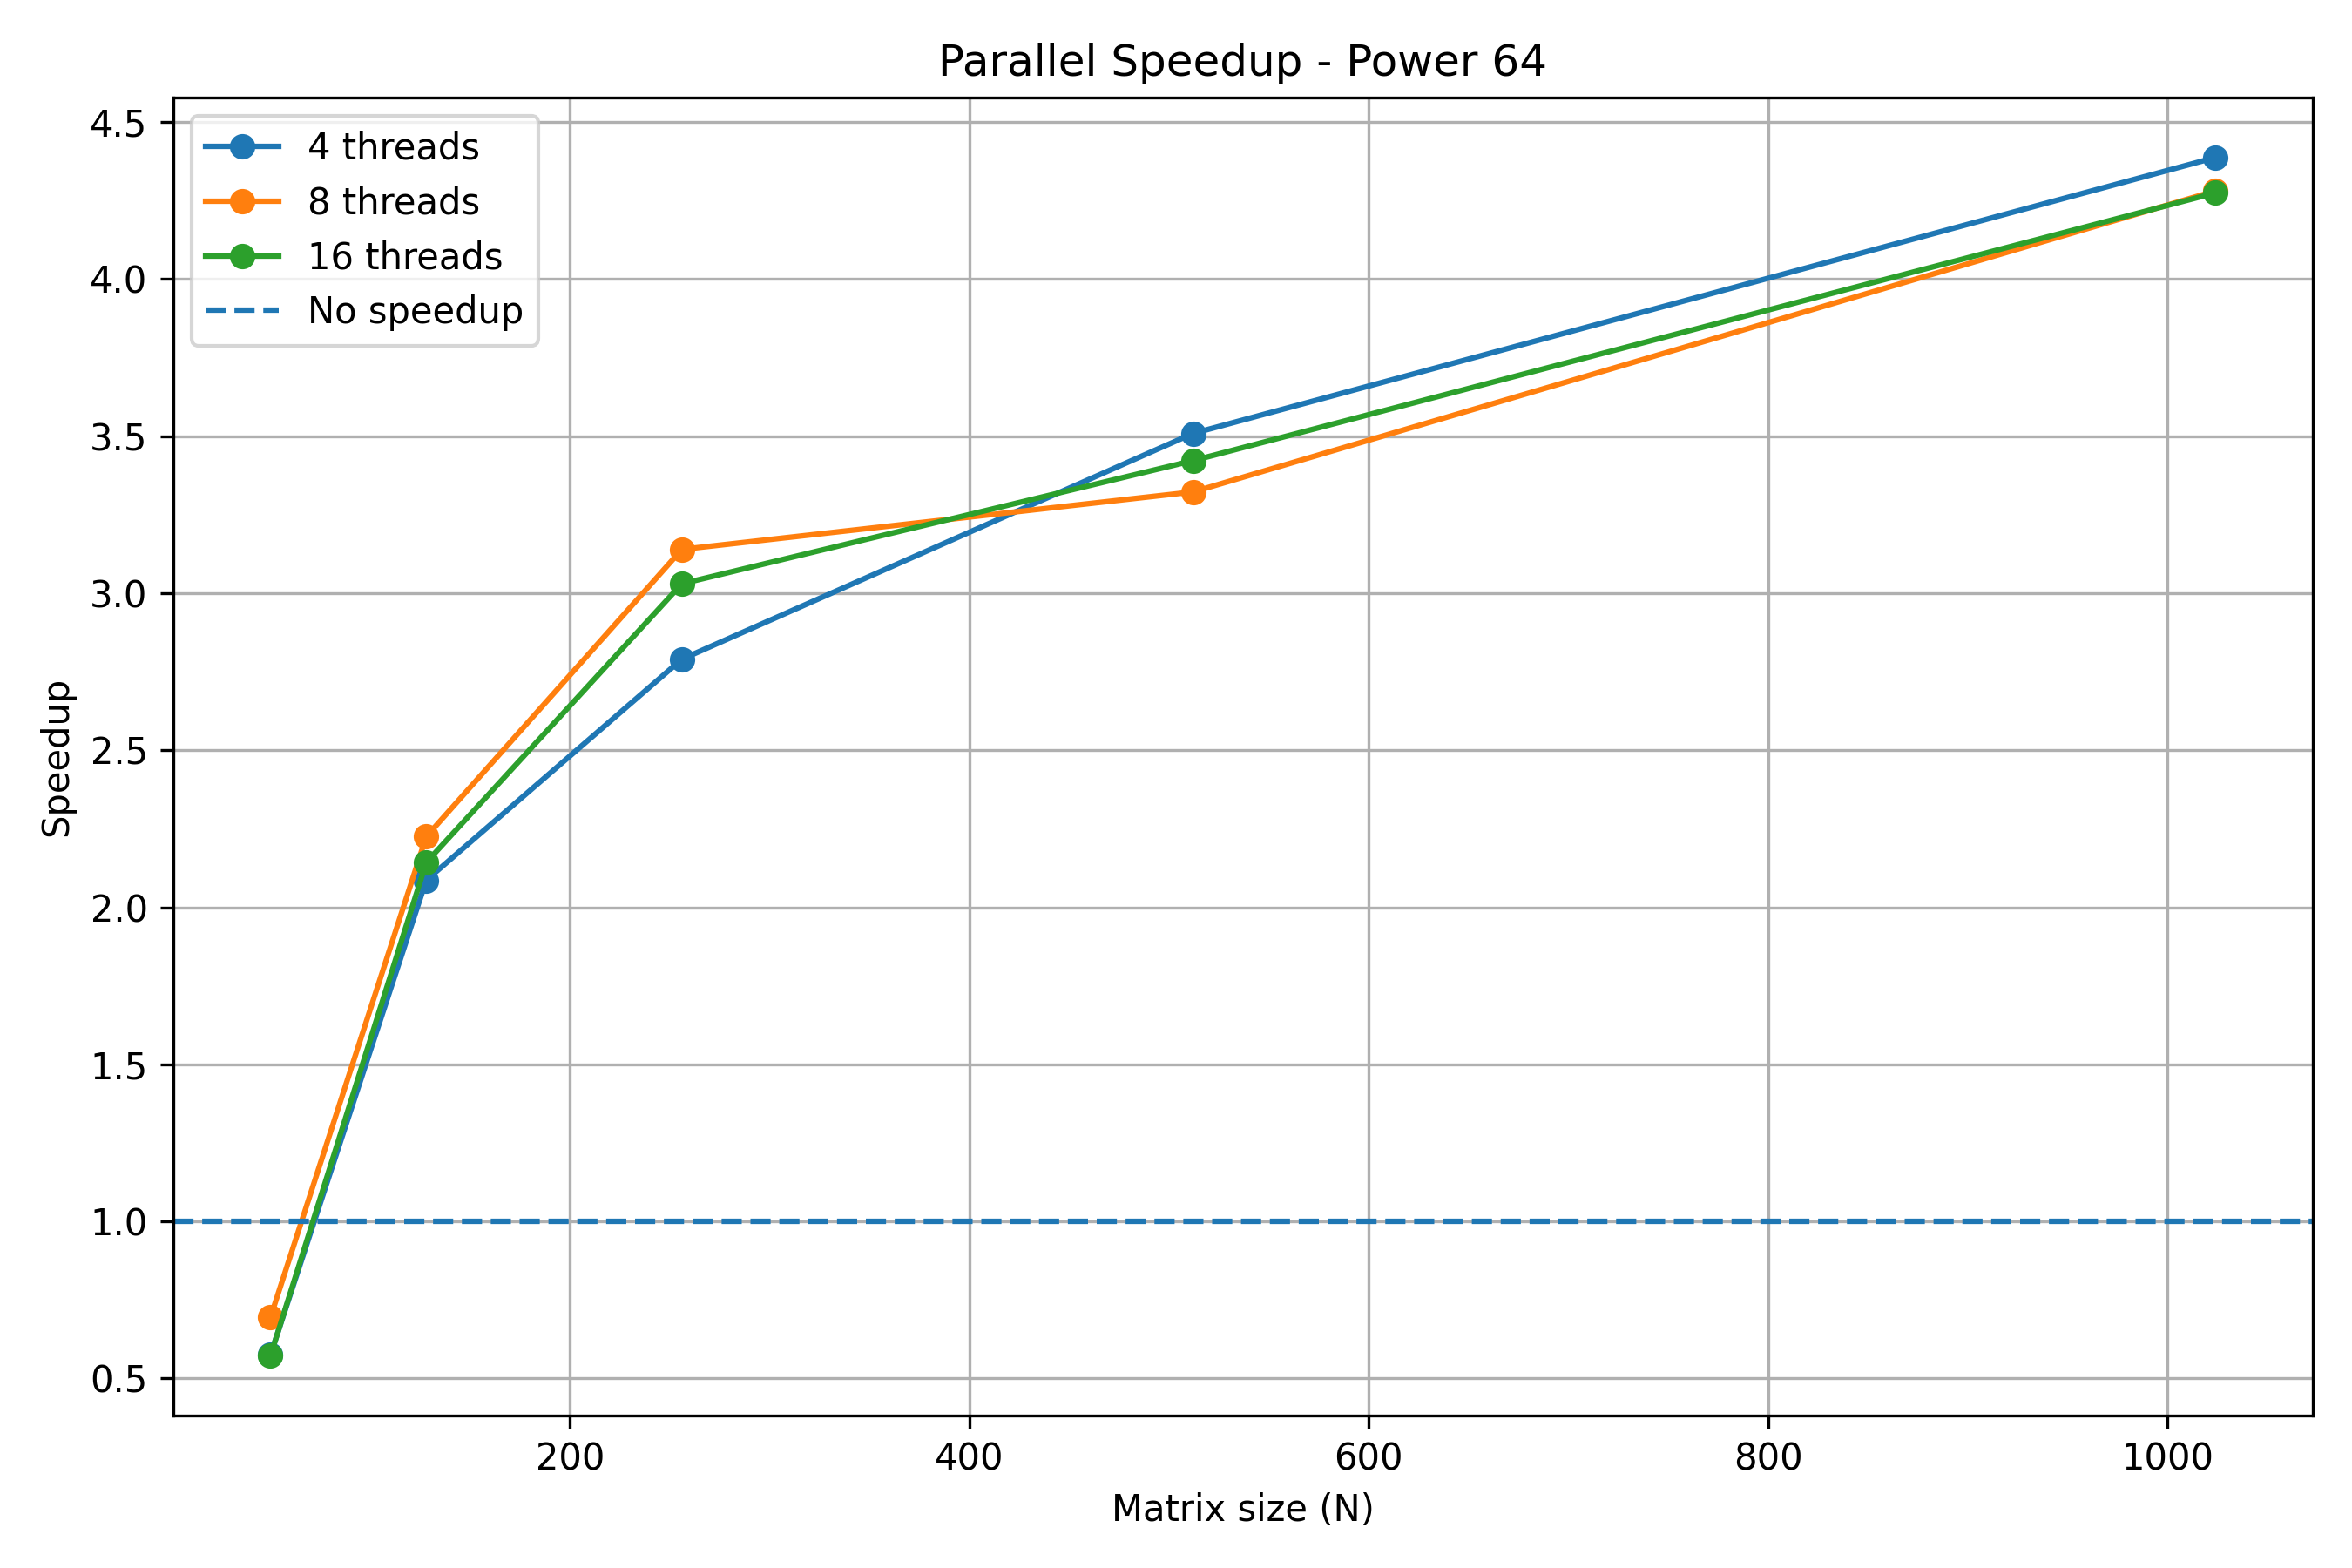 Parallel Speedup - Power 64
4 threads
8 threads
16 threads
No speedup
4.5
4.0
3.5
3.0
2.5
2.0
1.5
1.0
0.5
Speedup
200 400 600 800 1000
Matrix size (N)